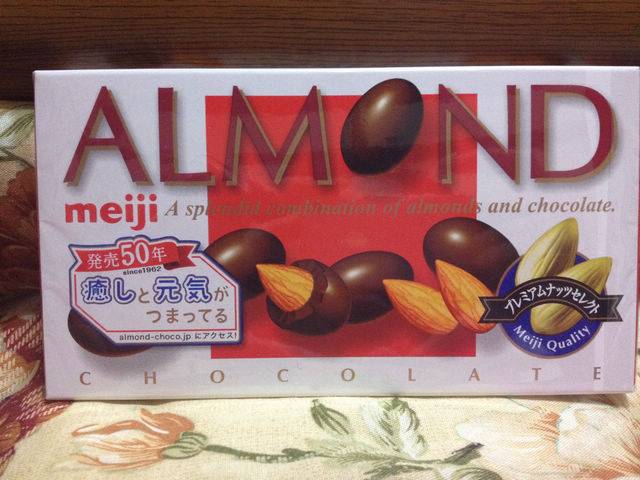 ALMOND
meiji A splendid combination of almonds and chocolate.
発売50年
since1962
癒しと元気が
つまってる
almond-choco.jp にアクセス!
プレミアムナッツセレクト
Meiji Quality
CHOCOLATE